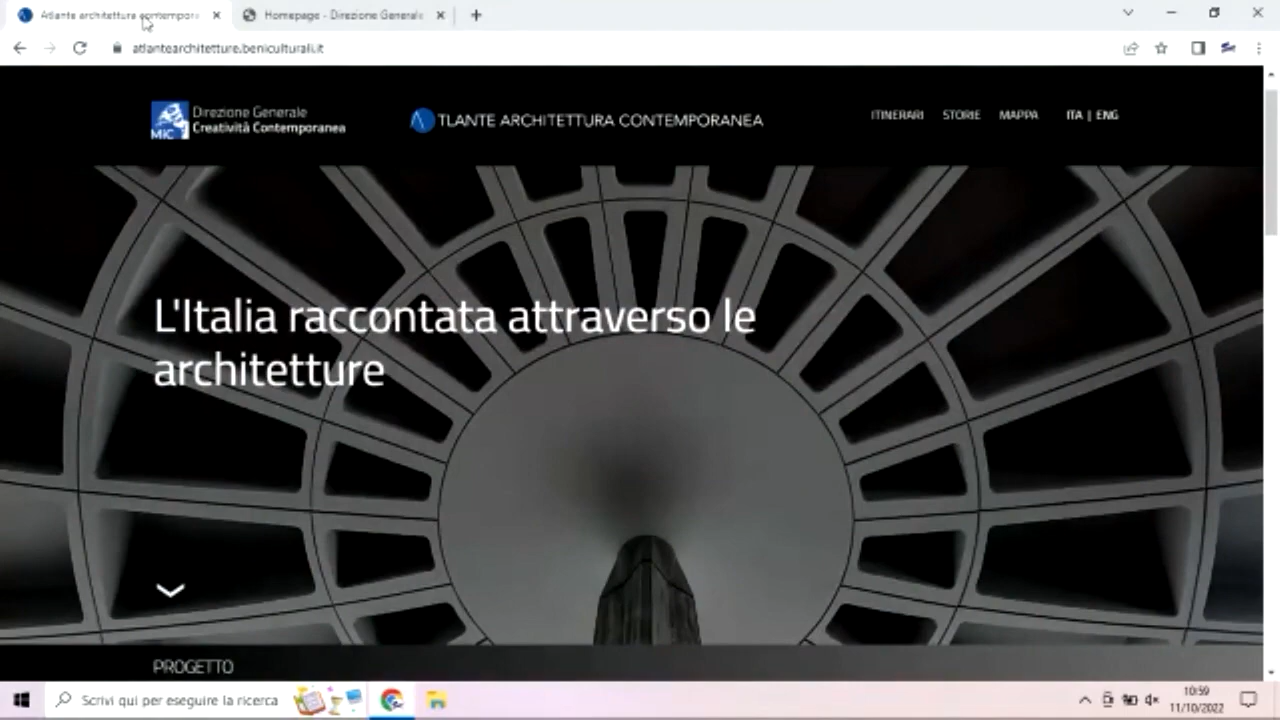 Atlante architettura contempora
Homepage - Direzione Generale
atlantearchitetture.beniculturali.it
MiC
Direzione Generale
Creatività Contemporanea
TLANTE ARCHITETTURA CONTEMPORANEA
ITINERARI STORIE MAPPA ITA | ENG
L'Italia raccontata attraverso le
architetture
PROGETTO
Scrivi qui per eseguire la ricerca
10:59
11/10/2022